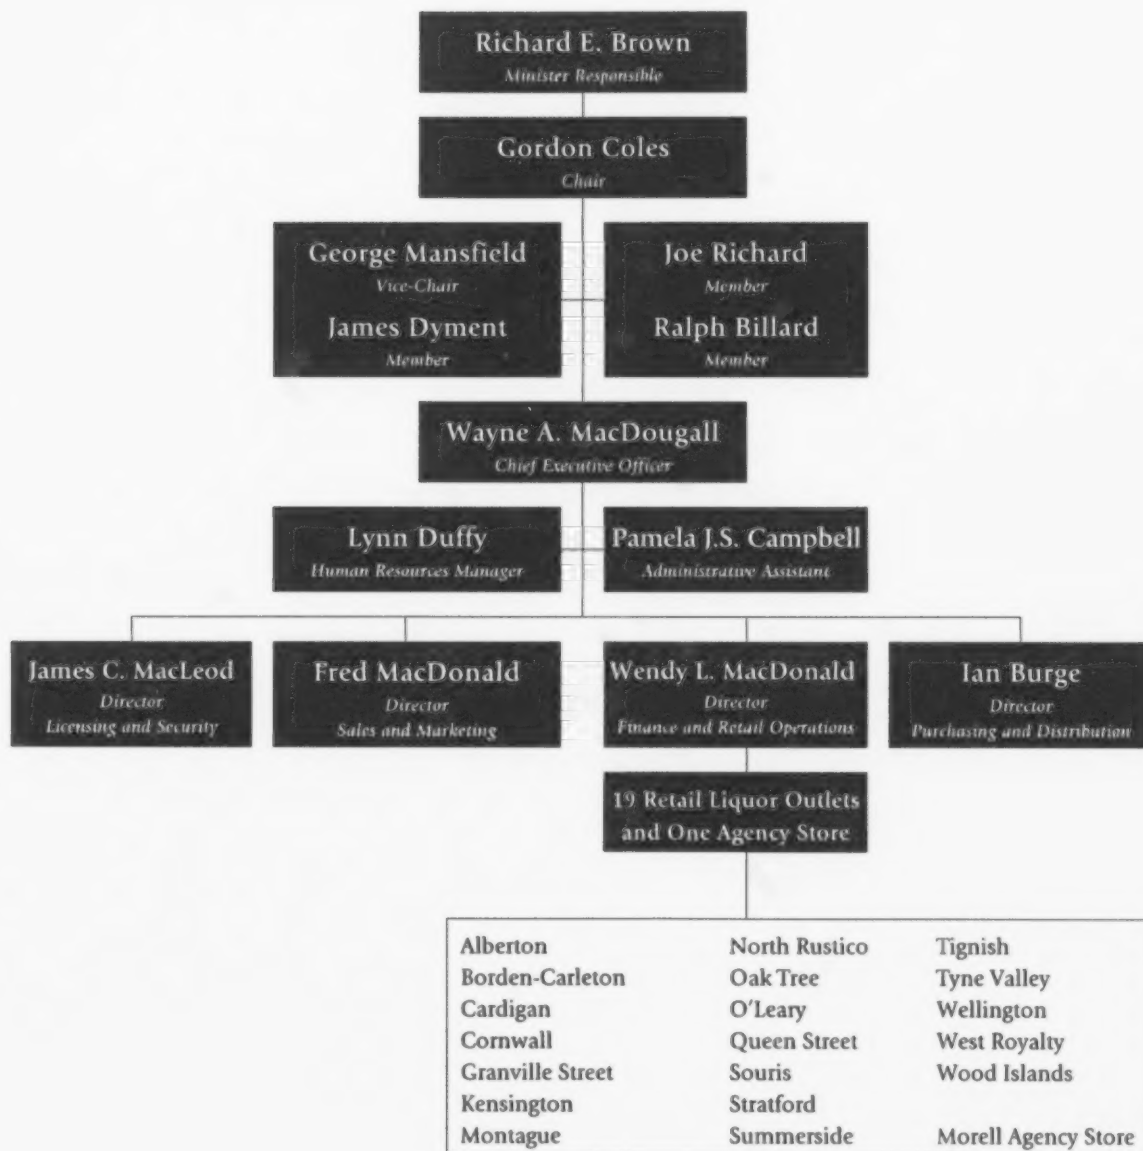 Richard E. Brown
Minister Responsible
Gordon Coles
Chair
George Mansfield
Vice-Chair
James Dyment
Member
Joe Richard
Member
Ralph Billard
Member
Wayne A. MacDougall
Chief Executive Officer
Lynn Duffy
Human Resources Manager
Pamela J.S. Campbell
Administrative Assistant
James C. MacLeod
Director
Licensing and Security
Fred MacDonald
Director
Sales and Marketing
Wendy L. MacDonald
Director
Finance and Retail Operations
Ian Burge
Director
Purchasing and Distribution
19 Retail Liquor Outlets
and One Agency Store
Alberton
Borden-Carleton
Cardigan
Cornwall
Granville Street
Kensington
Montague
North Rustico
Oak Tree
O'Leary
Queen Street
Souris
Stratford
Summerside
Tignish
Tyne Valley
Wellington
West Royalty
Wood Islands
Morell Agency Store